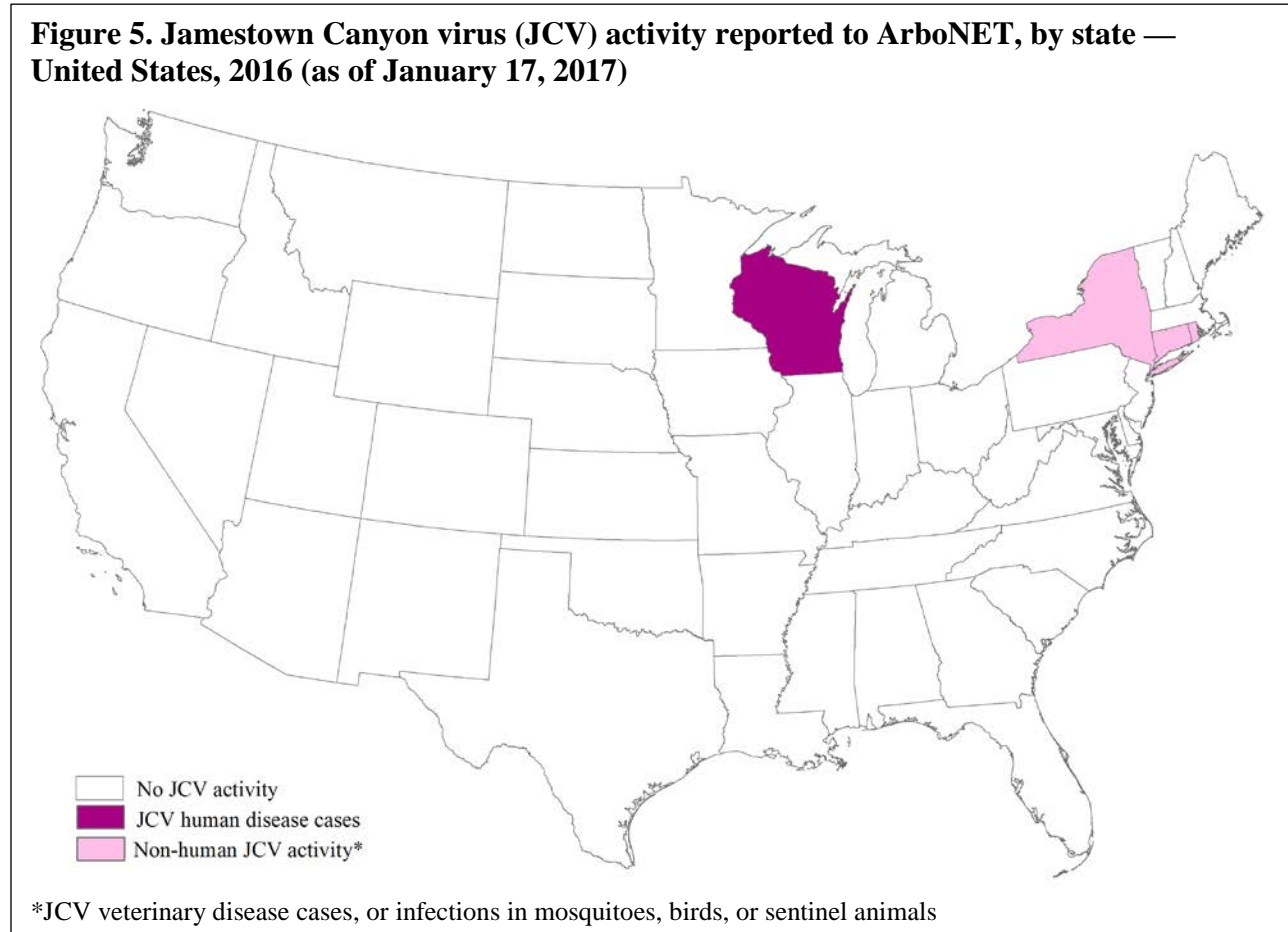 Figure 5. Jamestown Canyon virus (JCV) activity reported to ArboNET, by state —
United States, 2016 (as of January 17, 2017)
No JCV activity
JCV human disease cases
Non-human JCV activity*
*JCV veterinary disease cases, or infections in mosquitoes, birds, or sentinel animals